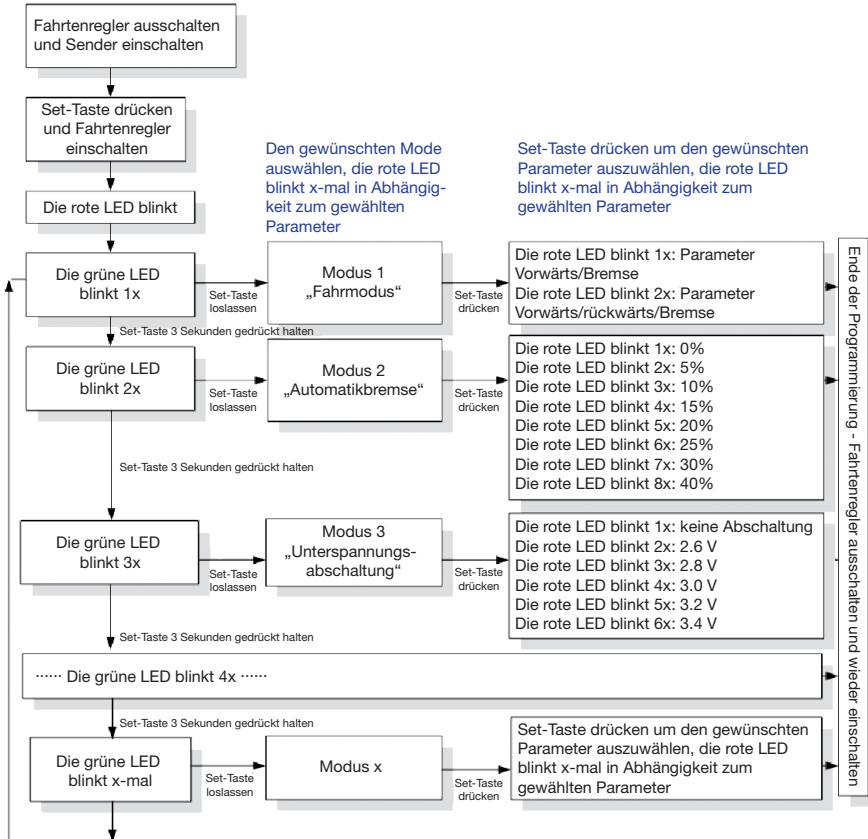 Fahrtenregler ausschalten
und Sender einschalten
Set-Taste drücken
und Fahrtenregler
einschalten
Den gewünschten Mode
auswählen, die rote LED
blinkt x-mal in Abhängig-
keit zum gewählten
Parameter
Set-Taste drücken um den gewünschten
Parameter auszuwählen, die rote LED
blinkt x-mal in Abhängigkeit zum
gewählten Parameter
Die rote LED blinkt
Die grüne LED
blinkt 1x
Set-Taste
loslassen
Modus 1
„Fahrmodus“
Set-Taste
drücken
Die rote LED blinkt 1x: Parameter
Vorwärts/Bremse
Die rote LED blinkt 2x: Parameter
Vorwärts/rückwärts/Bremse
Set-Taste 3 Sekunden gedrückt halten
Die grüne LED
blinkt 2x
Set-Taste
loslassen
Modus 2
„Automatikbremse“
Set-Taste
drücken
Die rote LED blinkt 1x: 0%
Die rote LED blinkt 2x: 5%
Die rote LED blinkt 3x: 10%
Die rote LED blinkt 4x: 15%
Die rote LED blinkt 5x: 20%
Die rote LED blinkt 6x: 25%
Die rote LED blinkt 7x: 30%
Die rote LED blinkt 8x: 40%
Set-Taste 3 Sekunden gedrückt halten
Die grüne LED
blinkt 3x
Set-Taste
loslassen
Modus 3
„Unterspannungs-
abschaltung“
Set-Taste
drücken
Die rote LED blinkt 1x: keine Abschaltung
Die rote LED blinkt 2x: 2.6 V
Die rote LED blinkt 3x: 2.8 V
Die rote LED blinkt 4x: 3.0 V
Die rote LED blinkt 5x: 3.2 V
Die rote LED blinkt 6x: 3.4 V
Set-Taste 3 Sekunden gedrückt halten
...... Die grüne LED blinkt 4x ......
Set-Taste 3 Sekunden gedrückt halten
Die grüne LED
blinkt x-mal
Set-Taste
loslassen
Modus x
Set-Taste
drücken
Set-Taste drücken um den gewünschten
Parameter auszuwählen, die rote LED
blinkt x-mal in Abhängigkeit zum
gewählten Parameter
Ende der Programmierung - Fahrtenregler ausschalten und wieder einschalten